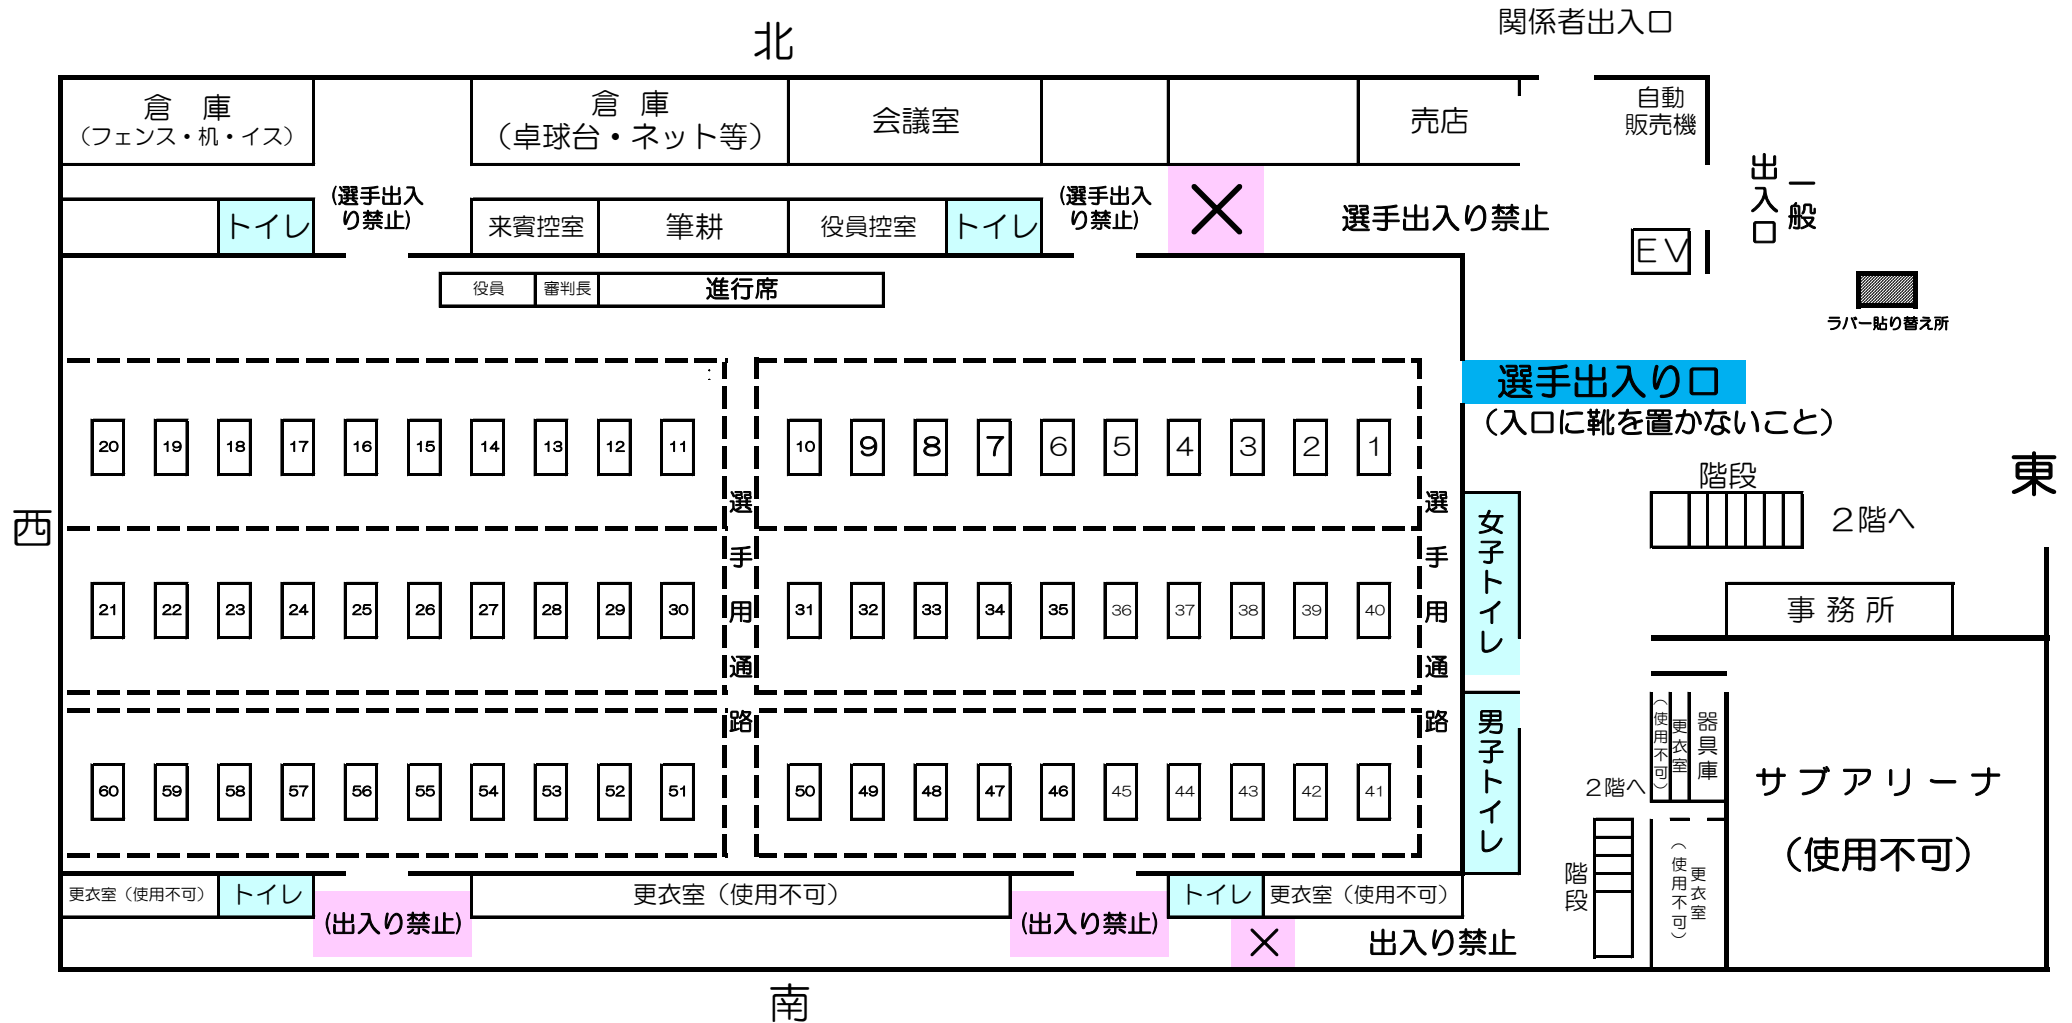 北
関係者出入口
倉 庫
（フェンス・机・イス）
倉 庫
（卓球台・ネット等）
会議室
売店
自動
販売機
一般
出入口
トイレ
(選手出入
り禁止)
来賓控室
筆耕
役員控室
トイレ
(選手出入
り禁止)
×
選手出入り禁止
EV
役員
審判長
進行席
ラバー貼り替え所
選手出入り口
（入口に靴を置かないこと）
20 19 18 17 16 15 14 13 12 11
10 9 8 7 6 5 4 3 2 1
選手用通路
選手用通路
階段
２階へ
東
西
女子トイレ
21 22 23 24 25 26 27 28 29 30
31 32 33 34 35 36 37 38 39 40
事務所
男子トイレ
60 59 58 57 56 55 54 53 52 51
50 49 48 47 46 45 44 43 42 41
２階へ
更衣室
（使用不可）
器具庫
サブアリーナ
（使用不可）
階段
更衣室
（使用不可）
更衣室（使用不可）
トイレ
(出入り禁止)
更衣室（使用不可）
(出入り禁止)
トイレ
更衣室（使用不可）
×
出入り禁止
南